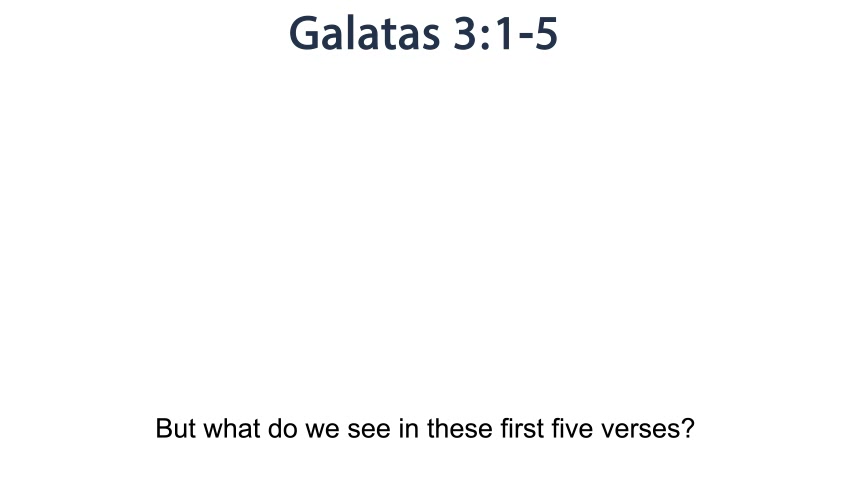 Galatas 3:1-5
But what do we see in these first five verses?